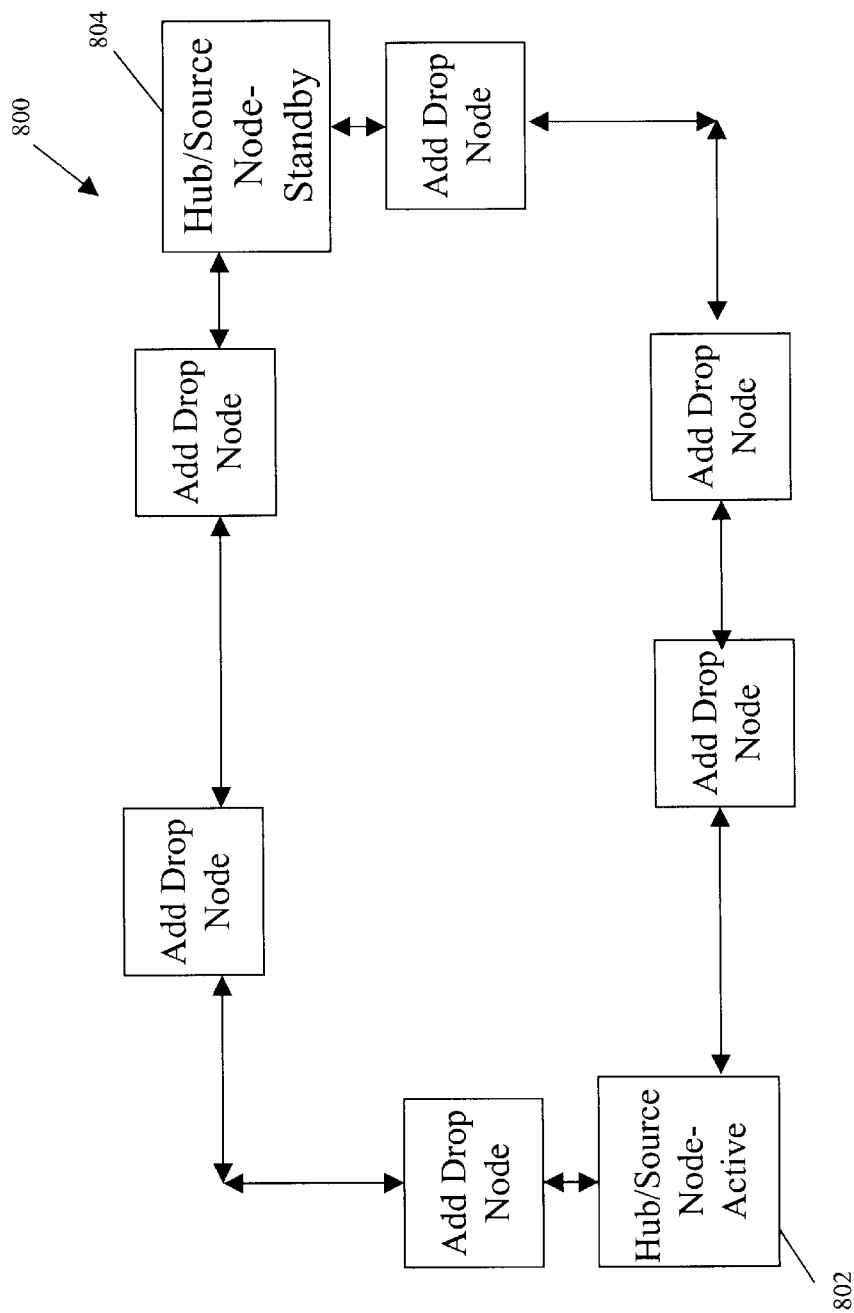 800
804
Add Drop
Node
Add Drop
Node
Hub/Source
Node-
Standby
Add Drop
Node
Add Drop
Node
Hub/Source
Node-
Active
Add Drop
Node
Add Drop
Node
802